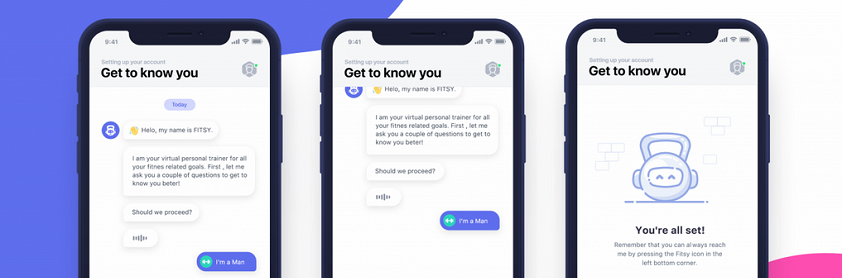 9:41
Setting up your account
Get to know you
Today
👋 Helo, my name is FITSY.
I am your virtual personal trainer for all
your fitnes related goals. First , let me
ask you a couple of questions to get to
know you beter!
Should we proceed?
I'm a Man
9:41
Setting up your account
Get to know you
Helo, my name is FITSY.
I am your virtual personal trainer for all
your fitnes related goals. First , let me
ask you a couple of questions to get to
know you beter!
Should we proceed?
I'm a Man
9:41
Setting up your account
Get to know you
You're all set!
Remember that you can always reach
me by pressing the Fitsy icon in the
left bottom corner.